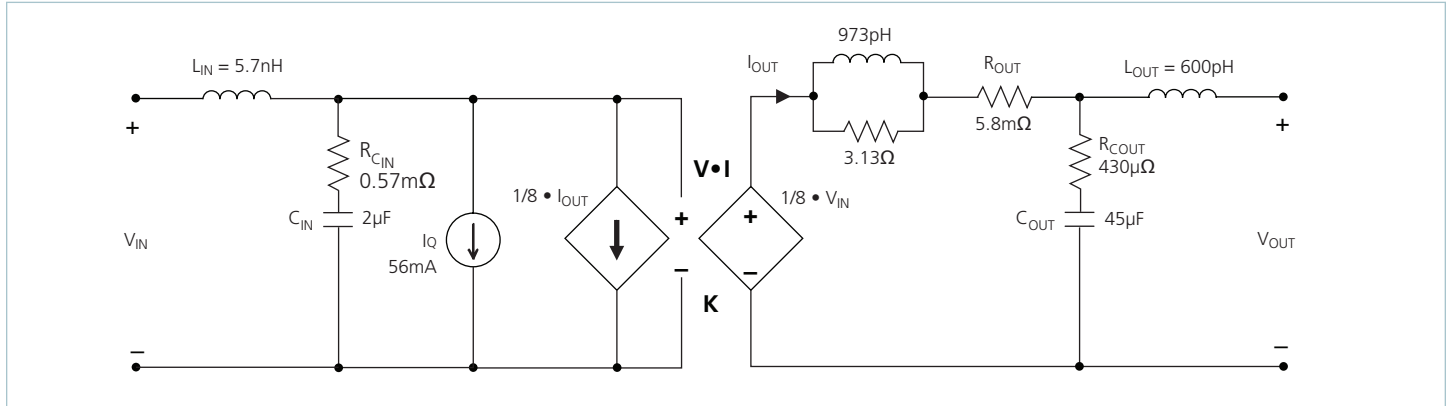 L_IN = 5.7nH
+
R_C_IN
0.57mΩ
C_IN
2µF
V_IN
I_Q
56mA
1/8 • I_OUT
+
–
V•I
K
1/8 • V_IN
+
–
I_OUT
973pH
3.13Ω
R_OUT
5.8mΩ
L_OUT = 600pH
R_COUT
430µΩ
C_OUT
45µF
+
V_OUT
–
–